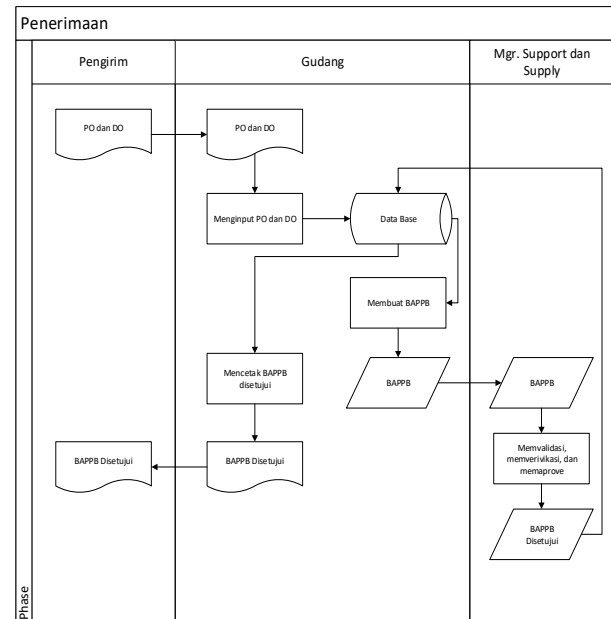 Penerimaan
Pengirim
Gudang
Mgr. Support dan
Supply
PO dan DO
PO dan DO
Menginput PO dan DO
Data Base
Membuat BAPPB
Mencetak BAPPB
disetujui
BAPPB
BAPPB
BAPPB Disetujui
BAPPB Disetujui
Memvalidasi,
memverivikasi, dan
memaprove
BAPPB
Disetujui
Phase